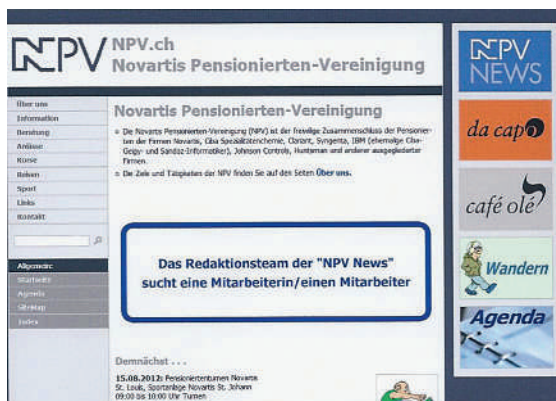 NPV
NPV.ch
Novartis Pensionierten-Vereinigung
Über uns
Information
Beratung
Anlässe
Kurse
Reisen
Sport
Links
Kontakt
Allgemein:
Startseite
Agenda
SiteMap
Index
Novartis Pensionierten-Vereinigung
Die Novartis Pensionierten-Vereinigung (NPV) ist der freiwillige Zusammenschluss der Pensionier-
ten der Firmen Novartis, Ciba Spezialitätenchemie, Clariant, Syngenta, IBM (ehemalige Ciba-
Geigy- und Sandoz-Informatiker), Johnson Controls, Huntsman und anderer ausgegliederter
Firmen.
Die Ziele und Tätigkeiten der NPV finden Sie auf den Seiten Über uns.
Das Redaktionsteam der "NPV News"
sucht eine Mitarbeiterin/einen Mitarbeiter
Demnächst . . .
15.08.2012: Pensioniertenturnen Novartis
St. Louis, Sportanlage Novartis St. Johann
09:00 bis 10:00 Uhr Turnen
NPV
NEWS
da capo
café olé
Wandern
Agenda